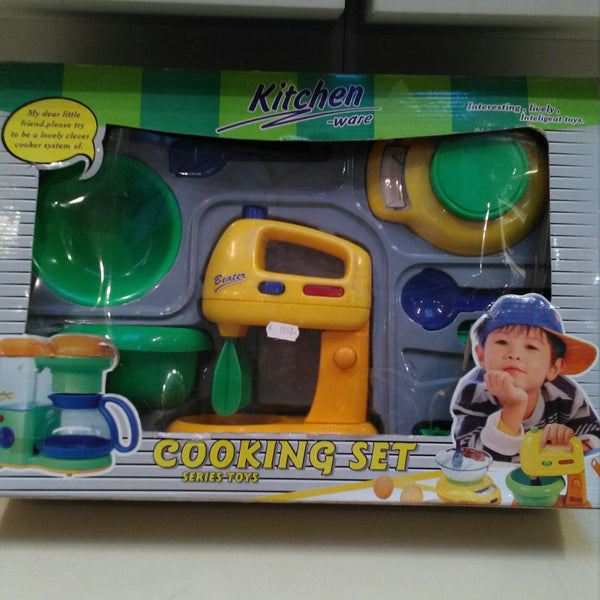 Kitchen
-ware
My dear little
friend,please try
to be a lovely clever
cooker system of.
Interesting, lively,
Inteligeat toys.
Beater
COOKING SET
SERIES-TOYS